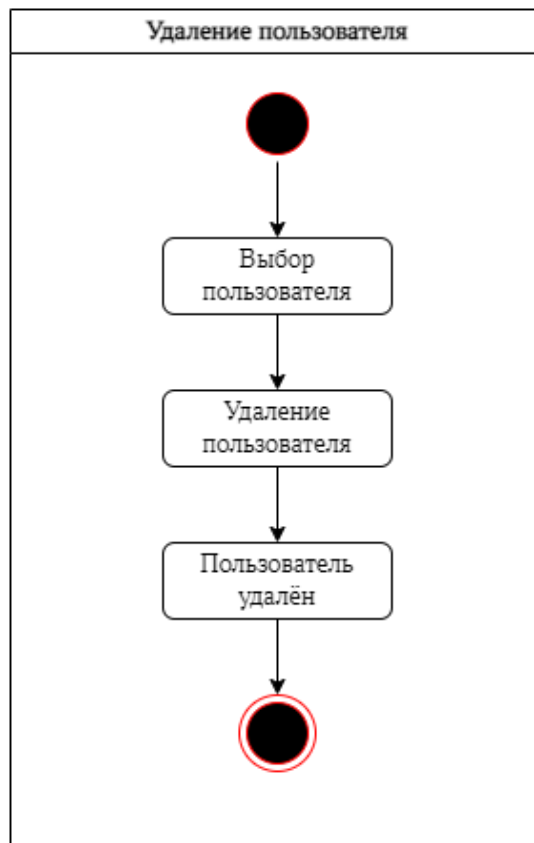 Удаление пользователя
Выбор
пользователя
Удаление
пользователя
Пользователь
удалён